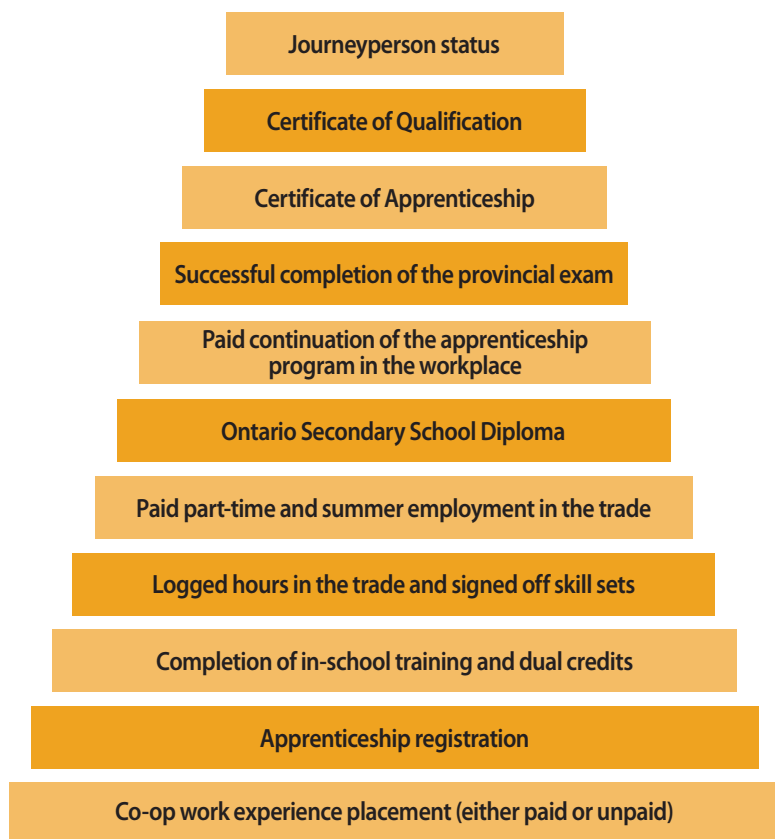 Journeyperson status
Certificate of Qualification
Certificate of Apprenticeship
Successful completion of the provincial exam
Paid continuation of the apprenticeship
program in the workplace
Ontario Secondary School Diploma
Paid part-time and summer employment in the trade
Logged hours in the trade and signed off skill sets
Completion of in-school training and dual credits
Apprenticeship registration
Co-op work experience placement (either paid or unpaid)